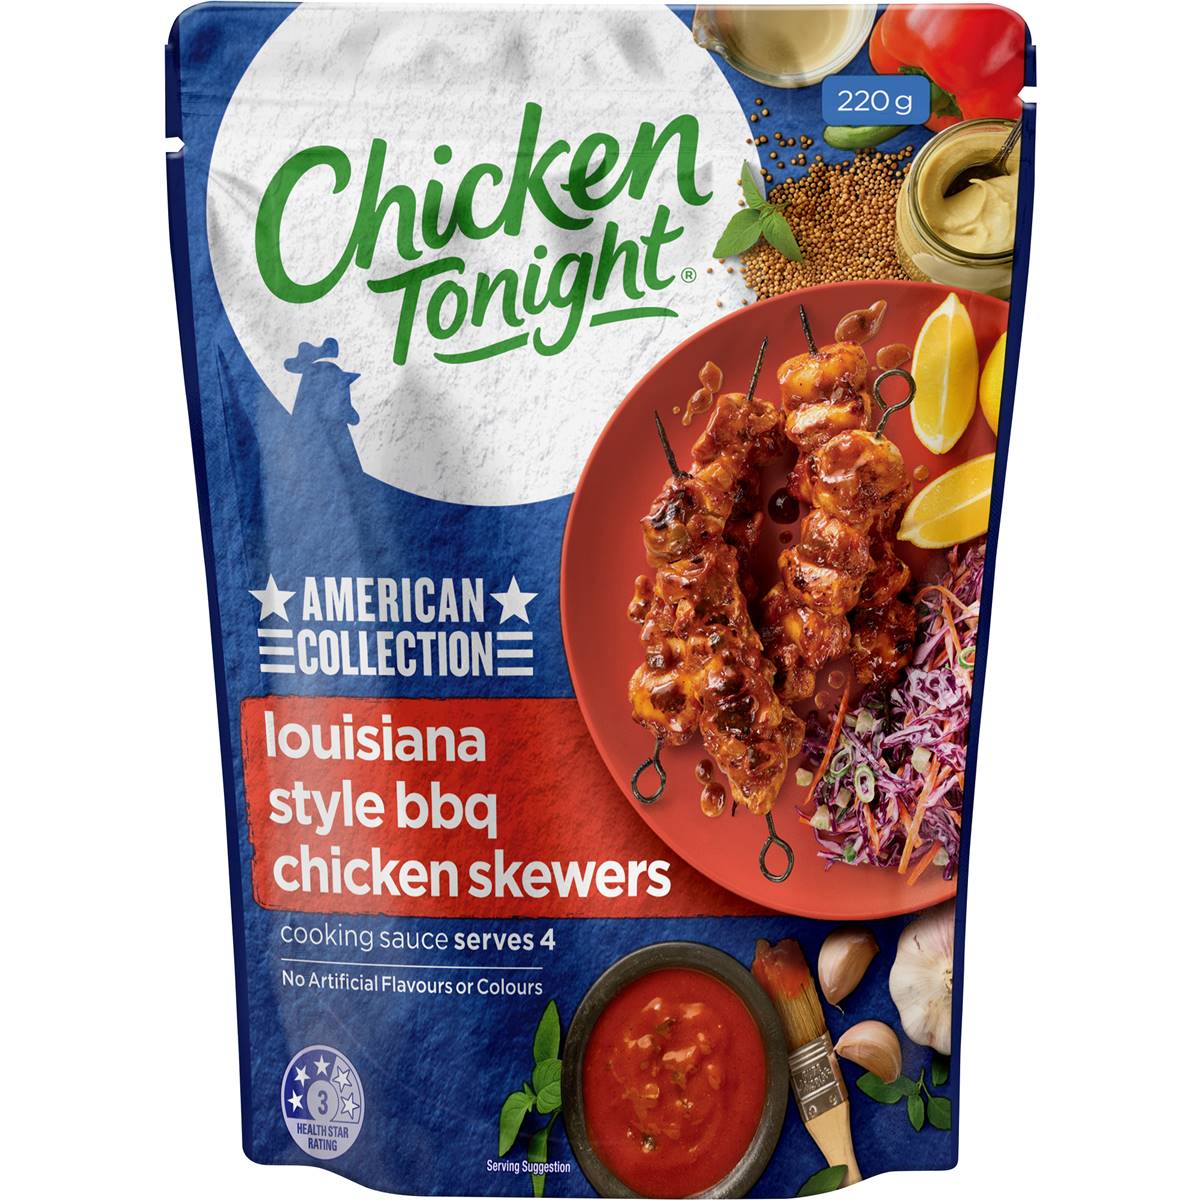 220 g
Chicken
Tonight®
AMERICAN
COLLECTION
louisiana
style bbq
chicken skewers
cooking sauce serves 4
No Artificial Flavours or Colours
3
HEALTH STAR
RATING
Serving Suggestion